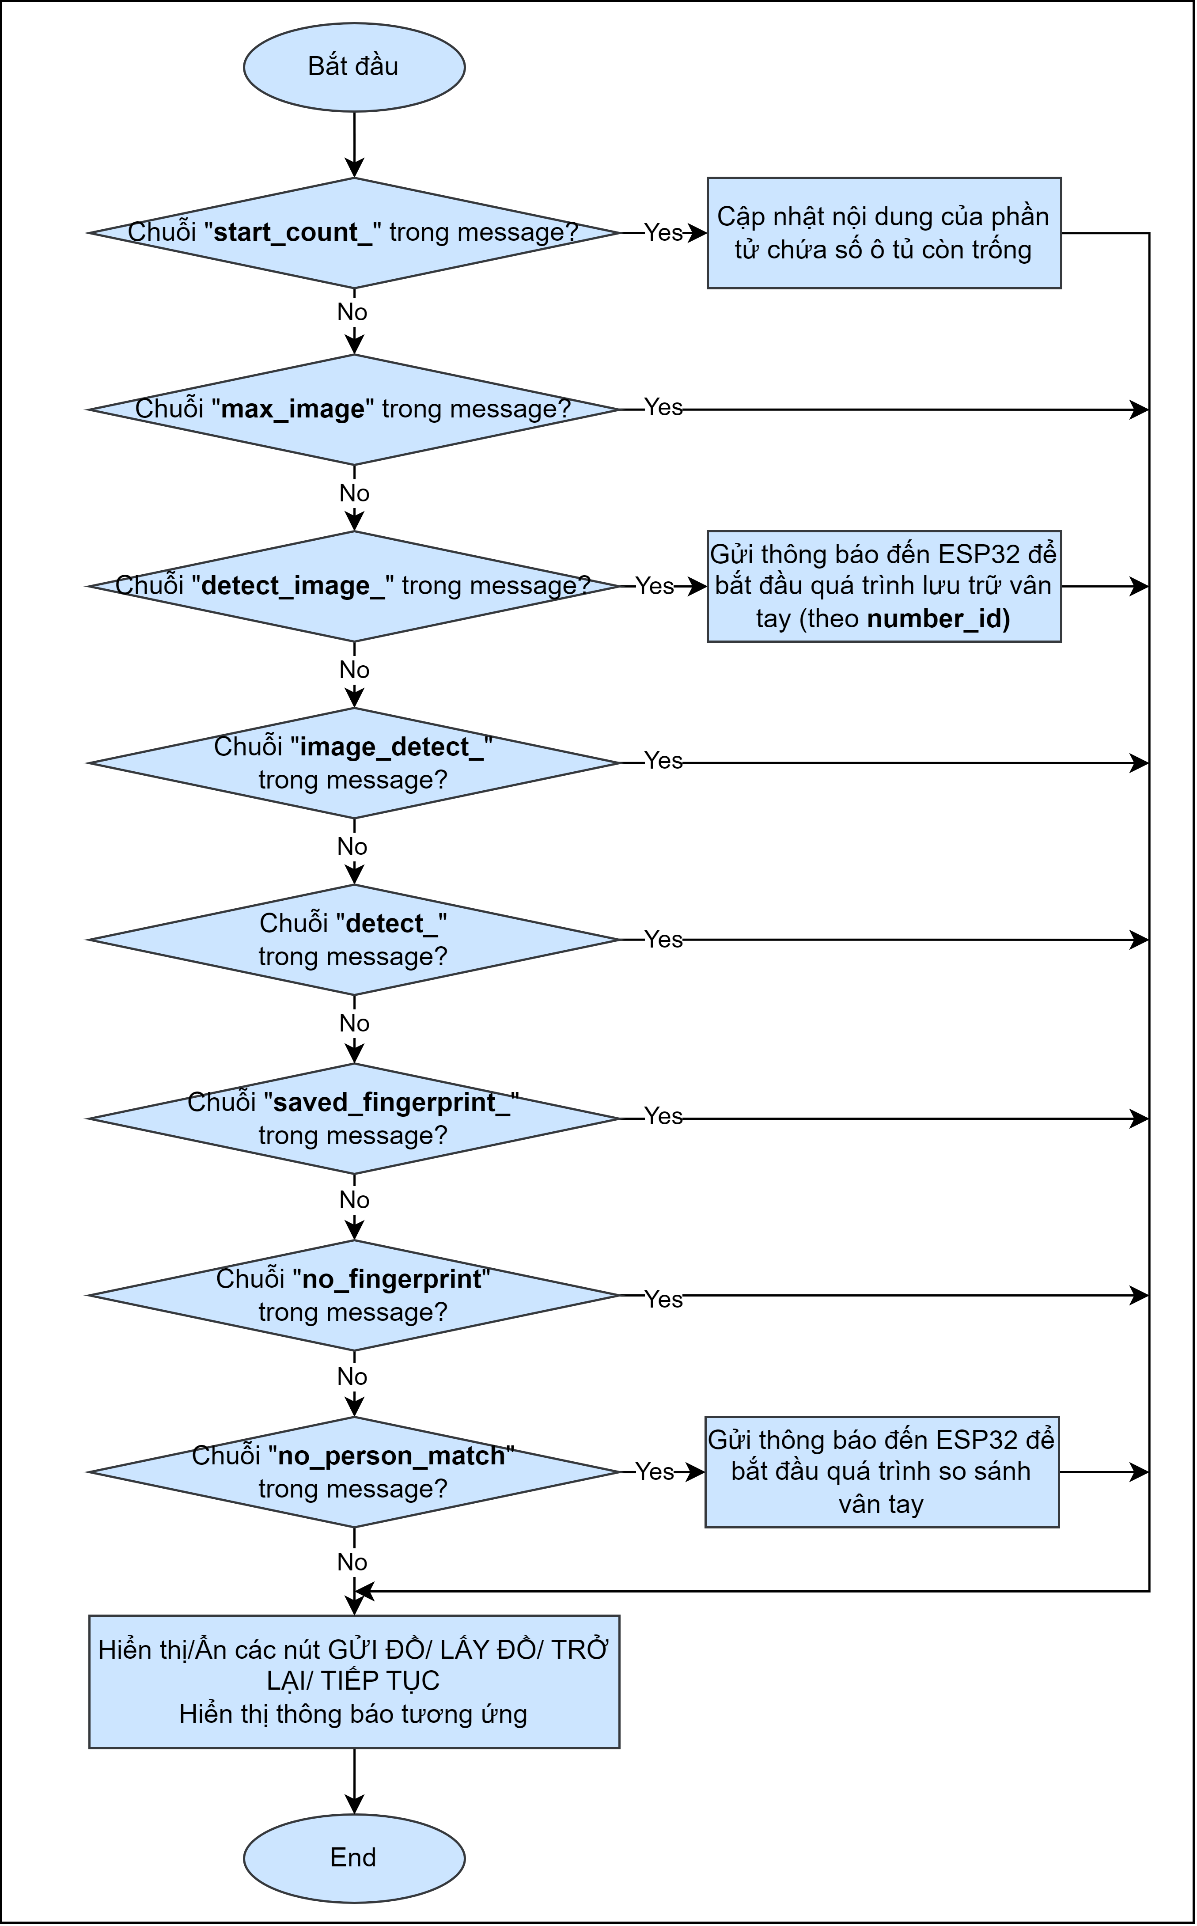 Bắt đầu
Chuỗi "start_count_" trong message?
Yes
Cập nhật nội dung của phần
tử chứa số ô tủ còn trống
No
Chuỗi "max_image" trong message?
Yes
No
Chuỗi "detect_image_" trong message?
Yes
Gửi thông báo đến ESP32 để
bắt đầu quá trình lưu trữ vân
tay (theo number_id)
No
Chuỗi "image_detect_"
trong message?
Yes
No
Chuỗi "detect_"
trong message?
Yes
No
Chuỗi "saved_fingerprint_"
trong message?
Yes
No
Chuỗi "no_fingerprint"
trong message?
Yes
No
Chuỗi "no_person_match"
trong message?
Yes
Gửi thông báo đến ESP32 để
bắt đầu quá trình so sánh
vân tay
No
Hiển thị/Ẩn các nút GỬI ĐỒ/ LẤY ĐỒ/ TRỞ
LẠI/ TIẾP TỤC
Hiển thị thông báo tương ứng
End